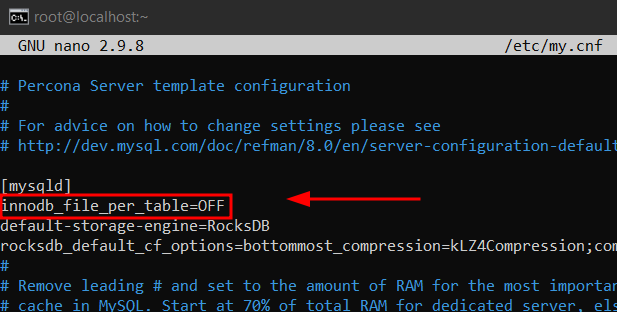 root@localhost:~
GNU nano 2.9.8 /etc/my.cnf
# Percona Server template configuration
#
# For advice on how to change settings please see
# http://dev.mysql.com/doc/refman/8.0/en/server-configuration-default
[mysqld]
innodb_file_per_table=OFF
default-storage-engine=RocksDB
rocksdb_default_cf_options=bottommost_compression=kLZ4Compression;com
#
# Remove leading # and set to the amount of RAM for the most importan
# cache in MySQL. Start at 70% of total RAM for dedicated server, els